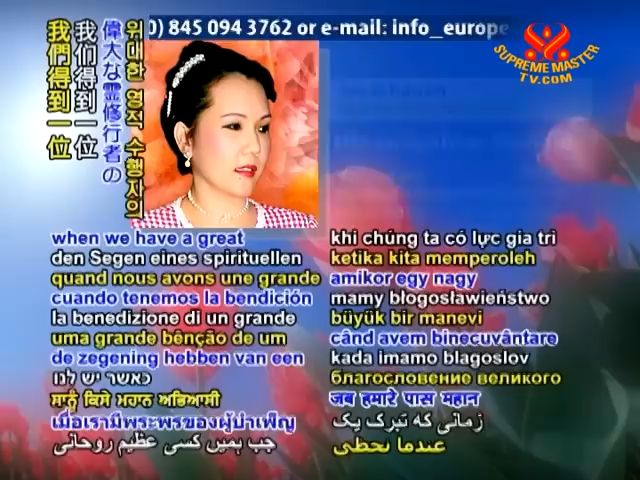 0) 845 094 3762 or e-mail: info_europe
SUPREME MASTER
TV.COM
我們得到一位
我们得到一位
偉大な霊修行者の
위대한 영적 수행자의
when we have a great
den Segen eines spirituellen
quand nous avons une grande
cuando tenemos la bendición
la benedizione di un grande
uma grande bênção de um
de zegening hebben van een
כאשר יש לנו
ਸਾਨੂੰ ਕਿਸੇ ਮਹਾਨ ਅਭਿਆਸੀ
เมื่อเรามีพระพรของผู้บำเพ็ญ
جب ہمیں کسی عظیم روحانی
khi chúng ta có lực gia trì
ketika kita memperoleh
amikor egy nagy
mamy błogosławieństwo
büyük bir manevi
când avem binecuvântare
kada imamo blagoslov
благословение великого
जब हमारे पास महान
زمانی که تبرک یک
عندما نحظى